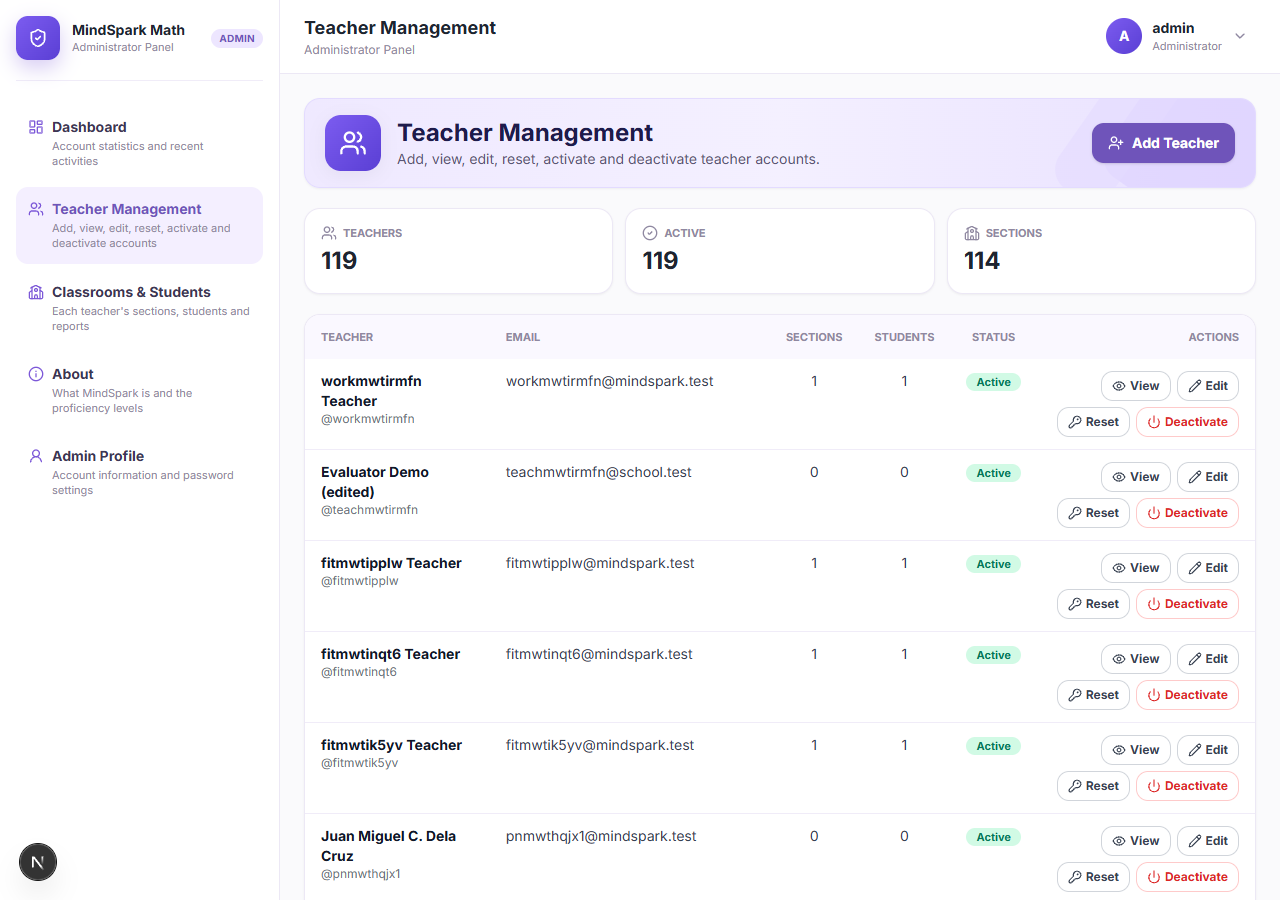 MindSpark Math
Administrator Panel
ADMIN
Dashboard
Account statistics and recent
activities
Teacher Management
Add, view, edit, reset, activate and
deactivate accounts
Classrooms & Students
Each teacher's sections, students and
reports
About
What MindSpark is and the
proficiency levels
Admin Profile
Account information and password
settings
N
Teacher Management
Administrator Panel
A
admin
Administrator
Teacher Management
Add, view, edit, reset, activate and deactivate teacher accounts.
Add Teacher
TEACHERS
119
ACTIVE
119
SECTIONS
114
TEACHER EMAIL SECTIONS STUDENTS STATUS ACTIONS
workmwtirmfn workmwtirmfn@mindspark.test 1 1 Active View Edit
Teacher
@workmwtirmfn Reset Deactivate
Evaluator Demo teachmwtirmfn@school.test 0 0 Active View Edit
(edited)
@teachmwtirmfn Reset Deactivate
fitmwtipplw Teacher fitmwtipplw@mindspark.test 1 1 Active View Edit
@fitmwtipplw Reset Deactivate
fitmwtinqt6 Teacher fitmwtinqt6@mindspark.test 1 1 Active View Edit
@fitmwtinqt6 Reset Deactivate
fitmwtik5yv Teacher fitmwtik5yv@mindspark.test 1 1 Active View Edit
@fitmwtik5yv Reset Deactivate
Juan Miguel C. Dela pnmwthqjx1@mindspark.test 0 0 Active View Edit
Cruz
@pnmwthqjx1 Reset Deactivate